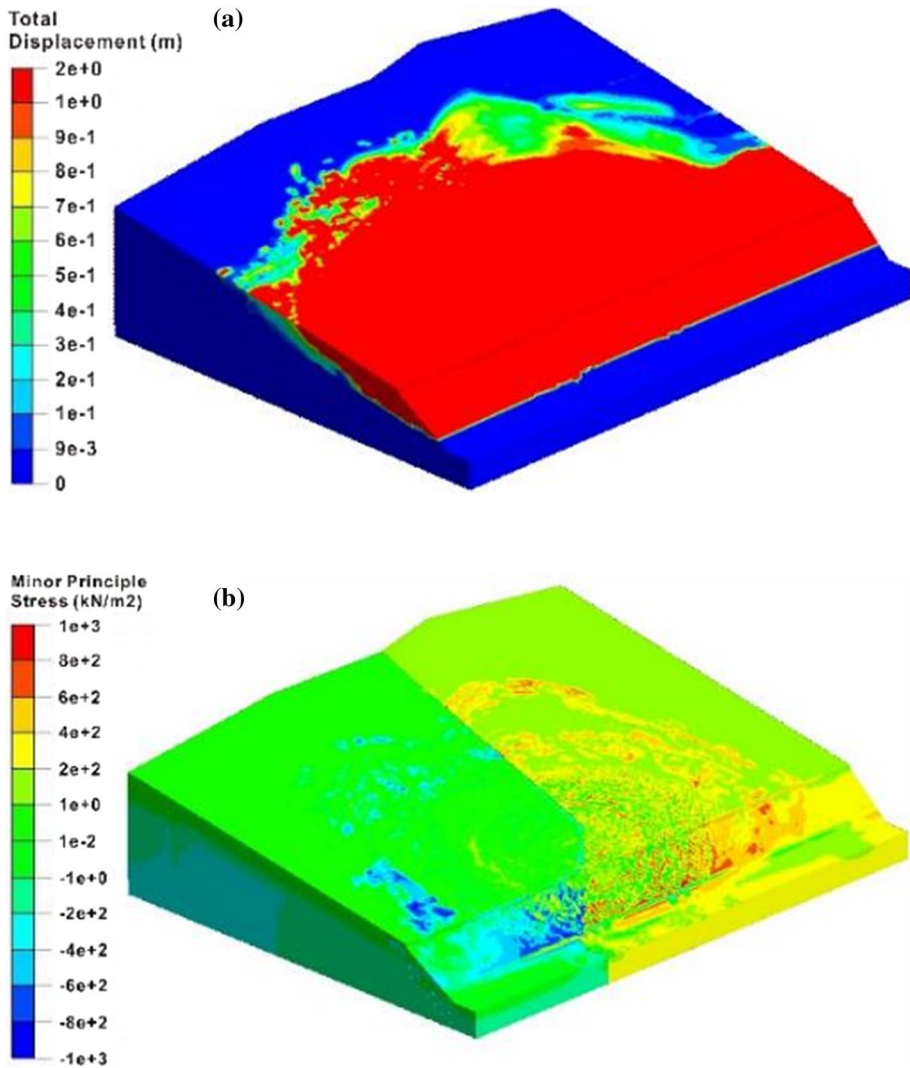 Total
Displacement (m)
(a)
2e+0
1e+0
9e-1
8e-1
7e-1
6e-1
5e-1
4e-1
3e-1
2e-1
1e-1
9e-3
0
Minor Principle
Stress (kN/m2)
(b)
1e+3
8e+2
6e+2
4e+2
2e+2
1e+0
1e-2
-1e+0
-2e+2
-4e+2
-6e+2
-8e+2
-1e+3